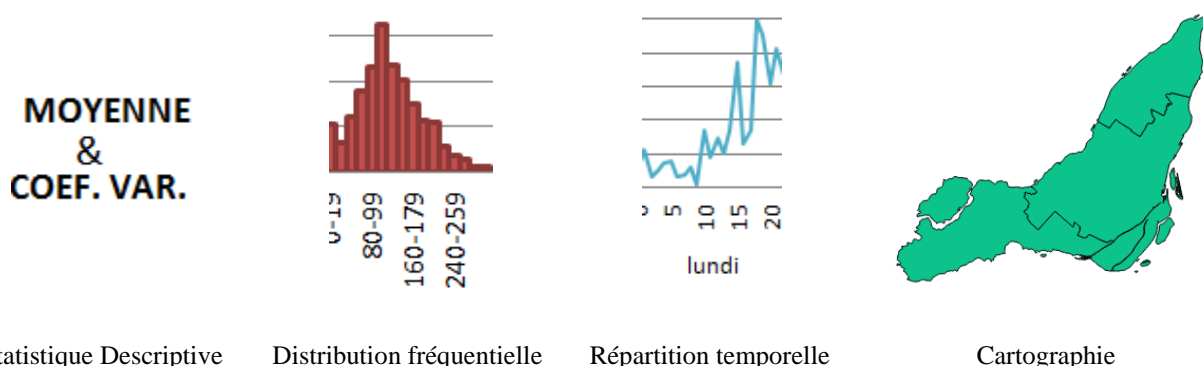 MOYENNE
&
COEF. VAR.
80-99
160-179
240-259
5
10
15
20
lundi
Distribution fréquentielle
Répartition temporelle
Cartographie
tatistique Descriptive